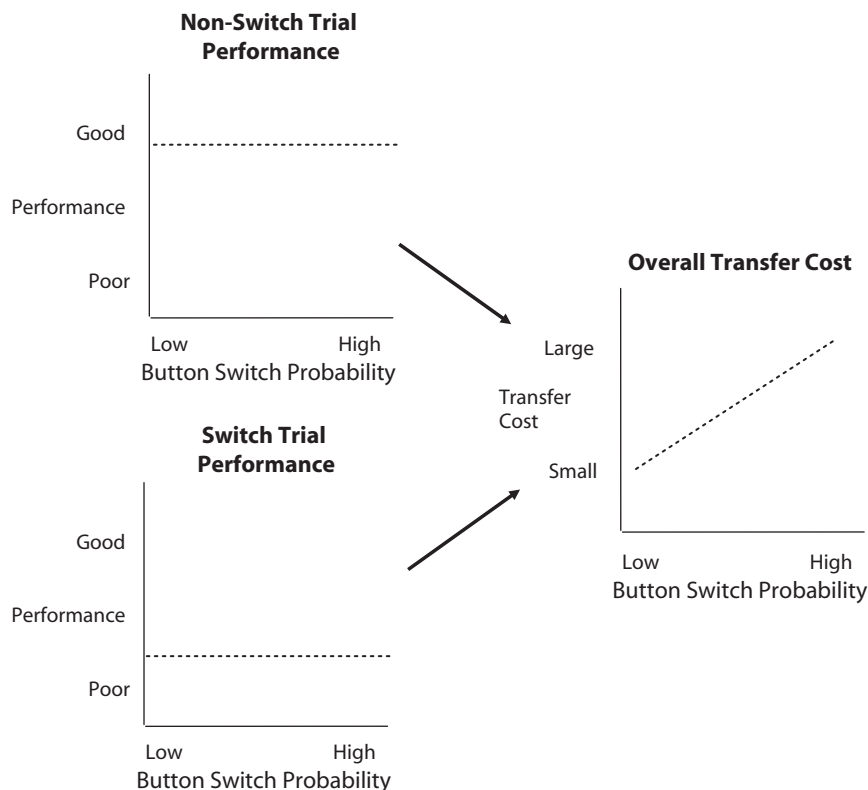 Non-Switch Trial
Performance
Good
Performance
Poor
Low High
Button Switch Probability
Switch Trial
Performance
Good
Performance
Poor
Low High
Button Switch Probability
Overall Transfer Cost
Large
Transfer
Cost
Small
Low High
Button Switch Probability